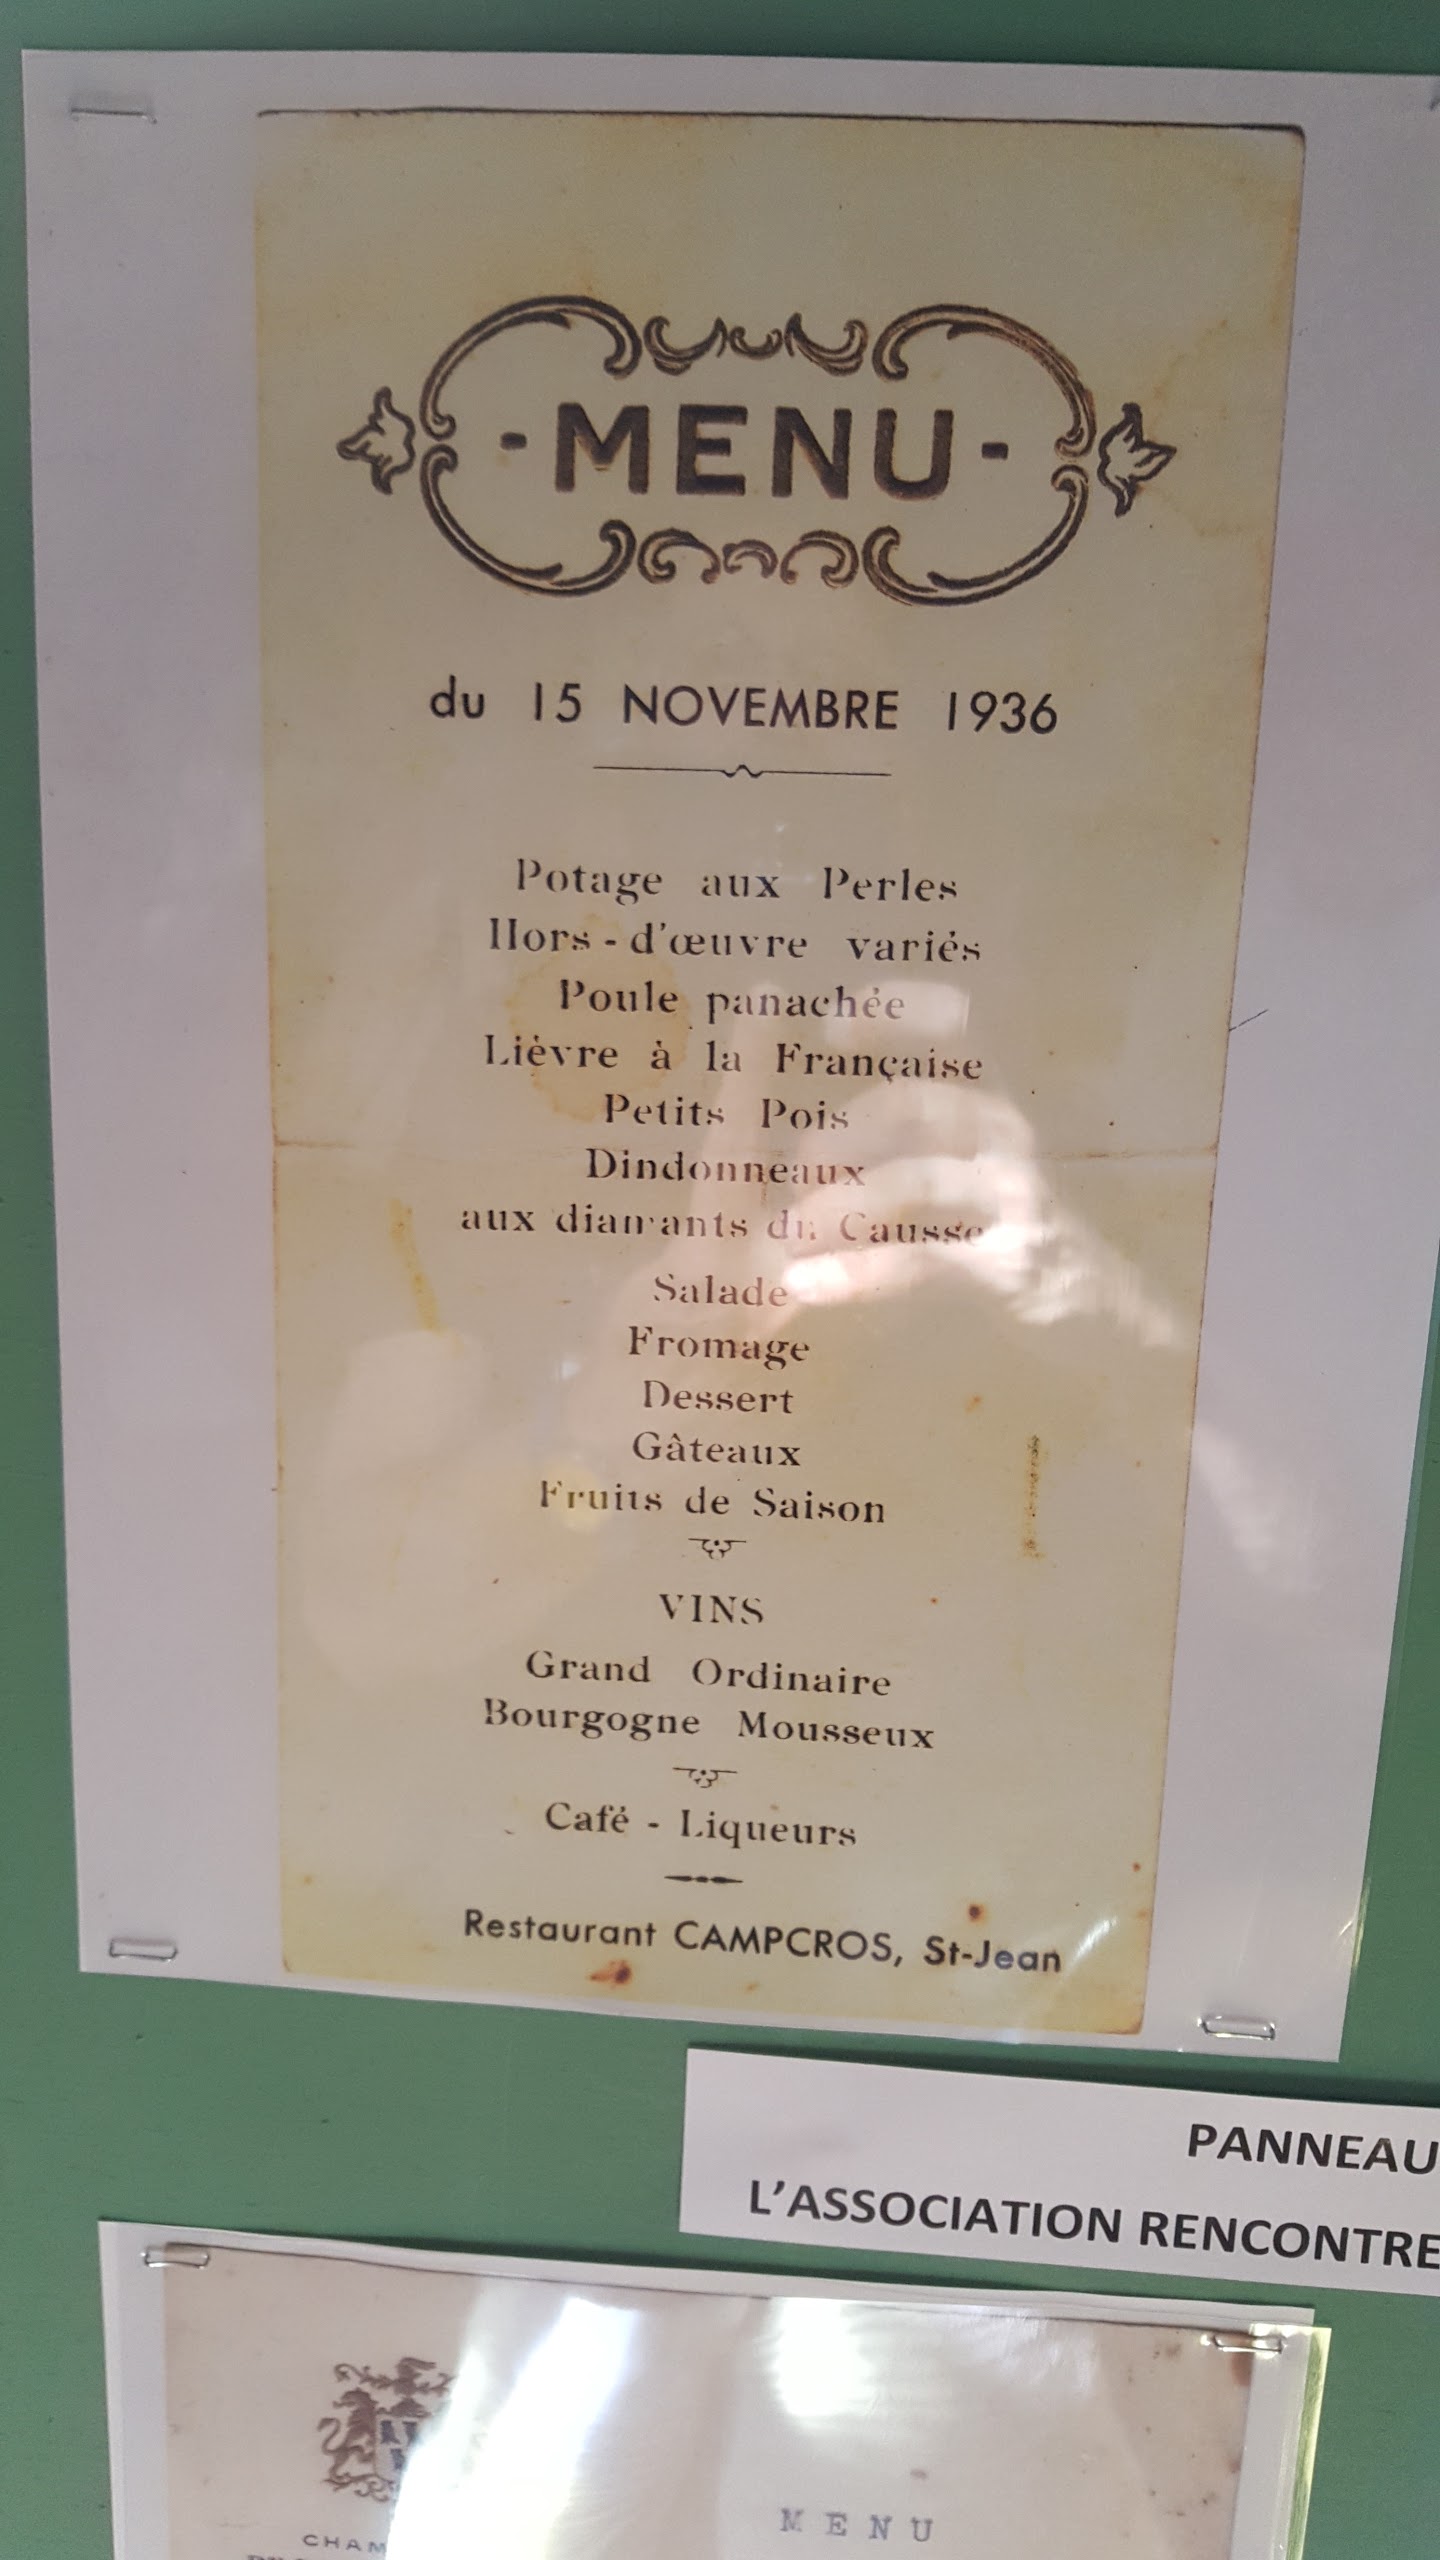 - MENU -
du 15 NOVEMBRE 1936
Potage aux Perles
Hors-d'œuvre variés
Poule panachée
Lièvre à la Française
Petits Pois
Dindonneaux
aux diamants du Causse
Salade
Fromage
Dessert
Gâteaux
Fruits de Saison
VINS
Grand Ordinaire
Bourgogne Mousseux
Café - Liqueurs
Restaurant CAMPCROS, St-Jean
PANNEAU
L'ASSOCIATION RENCONTRE
MENU
CHAM